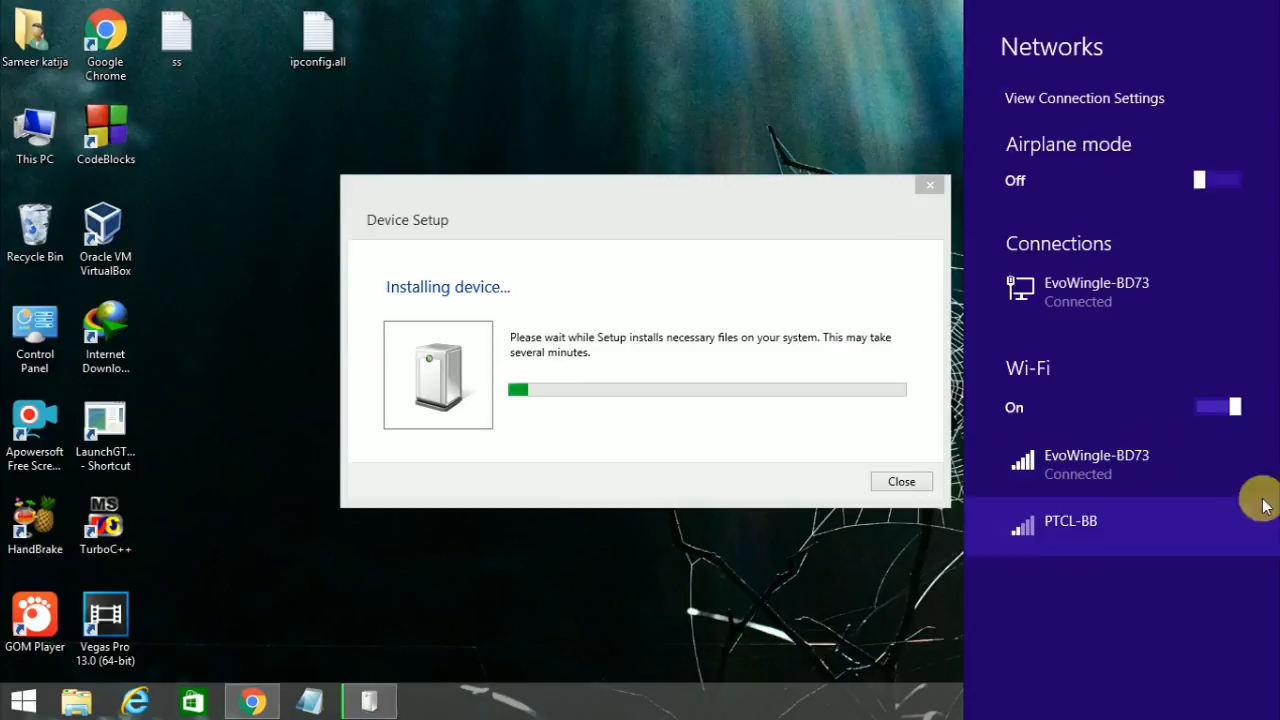 Sameer katija
Google
Chrome
ss
ipconfig.all
This PC
CodeBlocks
Recycle Bin
Oracle VM
VirtualBox
Control
Panel
Internet
Downlo...
Apowersoft
Free Scre...
LaunchGT...
- Shortcut
HandBrake
MS
TurboC++
GOM Player
Vegas Pro
13.0 (64-bit)
Device Setup
Installing device...
Please wait while Setup installs necessary files on your system. This may take
several minutes.
Close
Networks
View Connection Settings
Airplane mode
Off
Connections
EvoWingle-BD73
Connected
Wi-Fi
On
EvoWingle-BD73
Connected
PTCL-BB